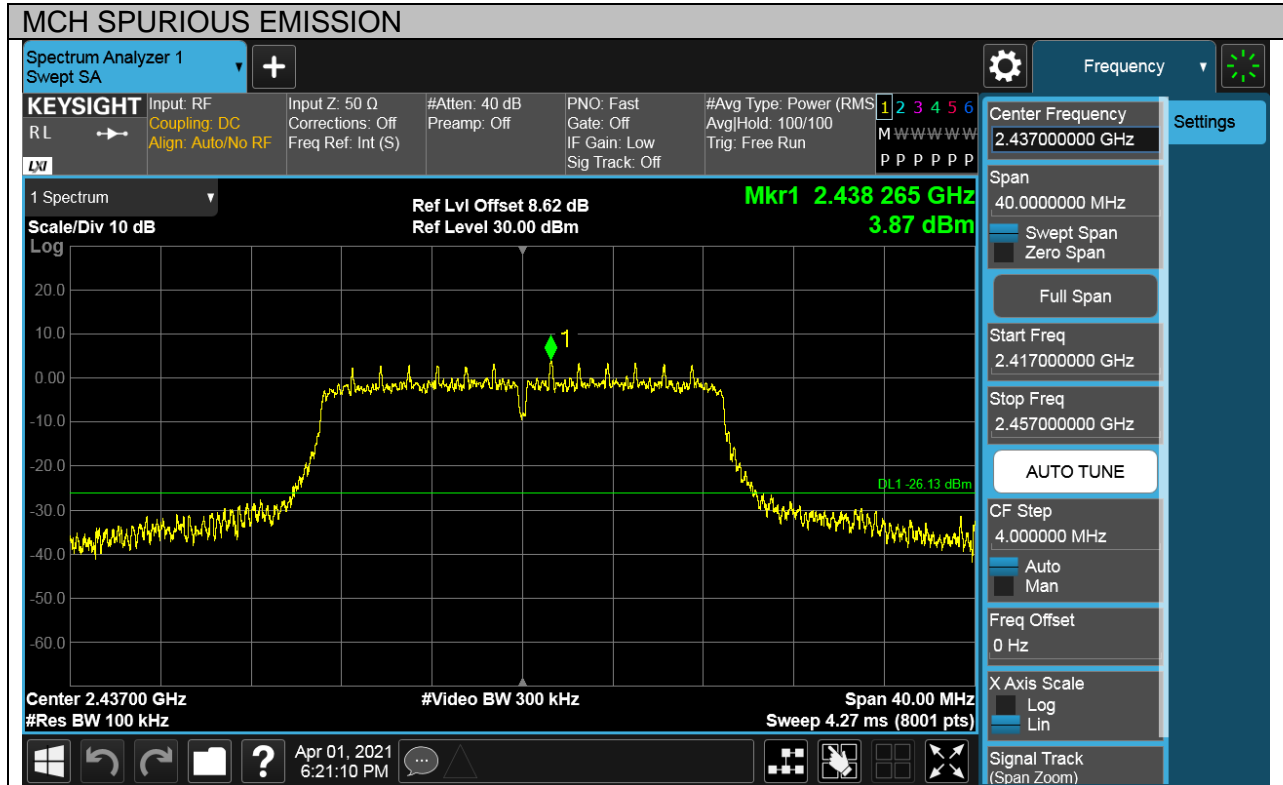 MCH SPURIOUS EMISSION
Spectrum Analyzer 1
Swept SA
Frequency
KEYSIGHT
RL
LXI
Input: RF
Coupling: DC
Align: Auto/No RF
Input Z: 50 Ω
Corrections: Off
Freq Ref: Int (S)
#Atten: 40 dB
Preamp: Off
PNO: Fast
Gate: Off
IF Gain: Low
Sig Track: Off
#Avg Type: Power (RMS
Avg|Hold: 100/100
Trig: Free Run
1 2 3 4 5 6
M W W W W W
P P P P P P
1 Spectrum
Scale/Div 10 dB
Log
Ref Lvl Offset 8.62 dB
Ref Level 30.00 dBm
Mkr1 2.438 265 GHz
3.87 dBm
20.0
10.0
0.00
-10.0
-20.0
-30.0
-40.0
-50.0
-60.0
1
DL1 -26.13 dBm
Center 2.43700 GHz
#Res BW 100 kHz
#Video BW 300 kHz
Span 40.00 MHz
Sweep 4.27 ms (8001 pts)
Apr 01, 2021
6:21:10 PM
Center Frequency
2.437000000 GHz
Settings
Span
40.0000000 MHz
Swept Span
Zero Span
Full Span
Start Freq
2.417000000 GHz
Stop Freq
2.457000000 GHz
AUTO TUNE
CF Step
4.000000 MHz
Auto
Man
Freq Offset
0 Hz
X Axis Scale
Log
Lin
Signal Track
(Span Zoom)